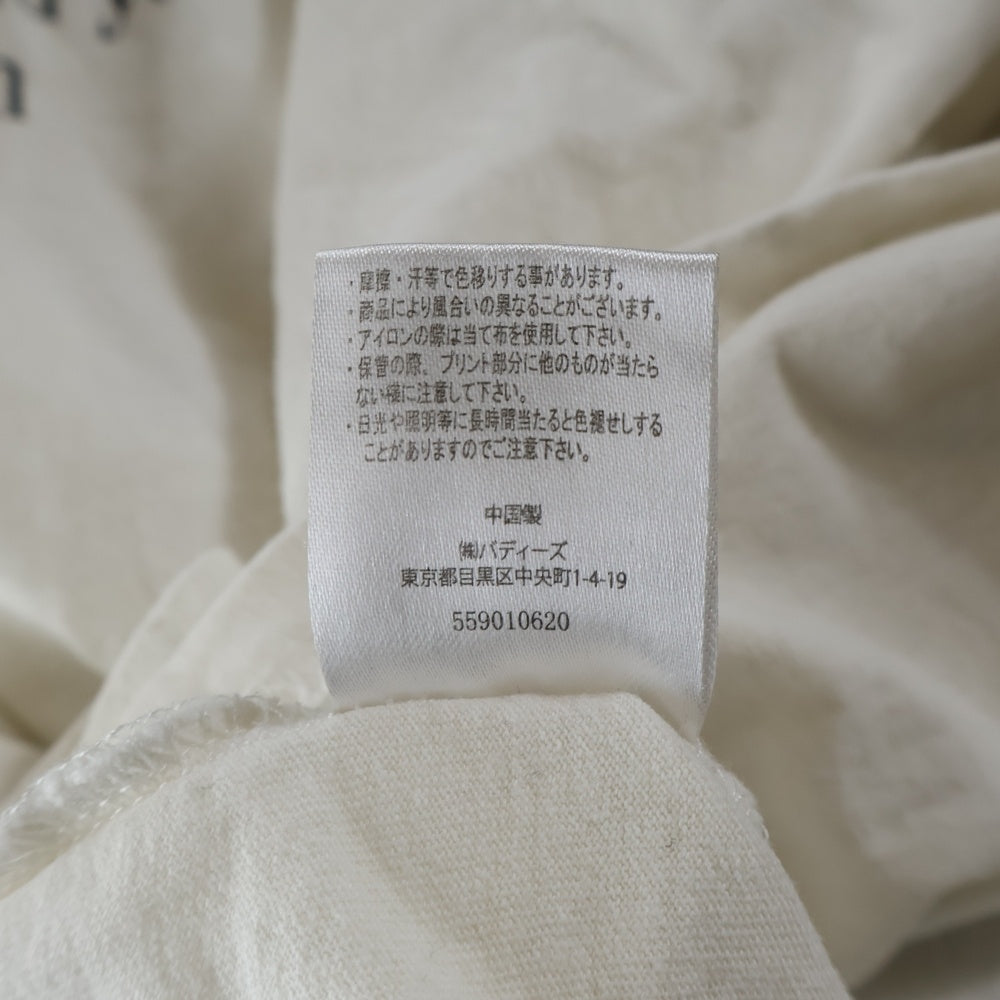 ・摩擦・汗等で色移りする事があります。
・商品により風合いの異なることがございます。
・アイロンの際は当て布を使用して下さい。
・保管の際、プリント部分に他のものが当たら
ない様に注意して下さい。
・日光や照明等に長時間当たると色褪せしする
ことがありますのでご注意下さい。
中国製
㈱バディーズ
東京都目黒区中央町1-4-19
559010620